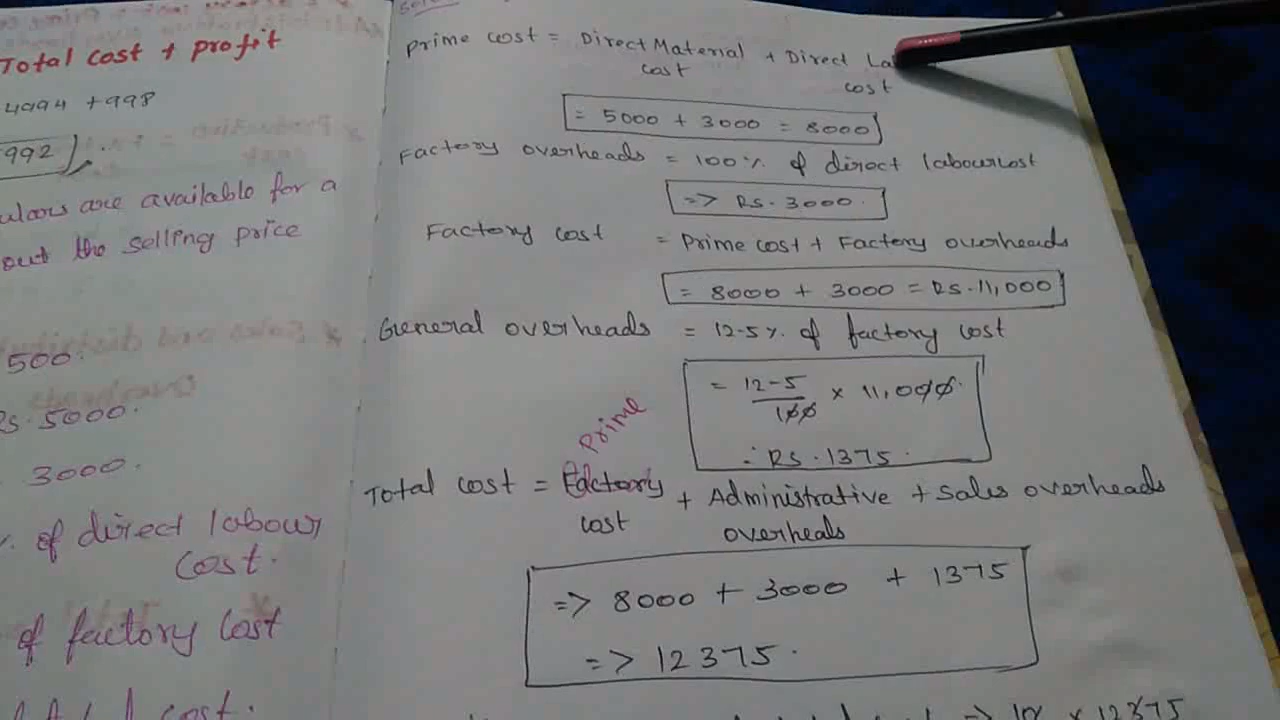 Total cost + profit
4994 + 998
992
are available for a
out the selling price
500.
Rs. 5000.
3000.
of direct labour
cost.
of factory cost
cost.
Prime cost = Direct Material + Direct La
cost cost
= 5000 + 3000 = 8000
Factory overheads = 100% of direct labourcost
=> Rs. 3000.
Factory cost = Prime cost + Factory overheads
= 8000 + 3000 = Rs. 11,000
General overheads = 12-5% of factory cost
= 12-5/100 × 11,000.
∴ Rs. 1375.
Prime
Total cost = Factory + Administrative + Sales overheads
cost overheals
=> 8000 + 3000 + 1375
=> 12375.
=> 10 × 12375